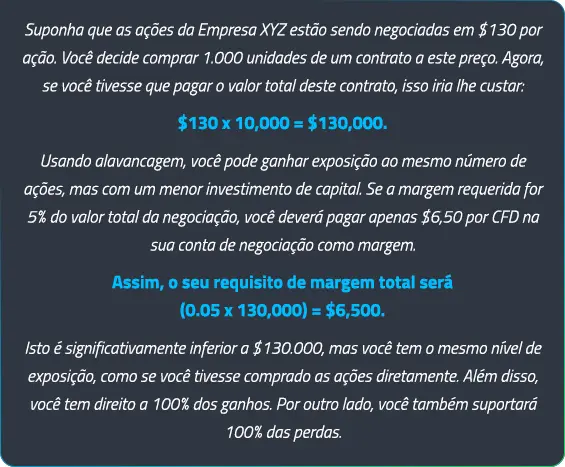 Suponha que as ações da Empresa XYZ estão sendo negociadas em $130 por
ação. Você decide comprar 1.000 unidades de um contrato a este preço. Agora,
se você tivesse que pagar o valor total deste contrato, isso iria lhe custar:
$130 x 10,000 = $130,000.
Usando alavancagem, você pode ganhar exposição ao mesmo número de
ações, mas com um menor investimento de capital. Se a margem requerida for
5% do valor total da negociação, você deverá pagar apenas $6,50 por CFD na
sua conta de negociação como margem.
Assim, o seu requisito de margem total será
(0.05 x 130,000) = $6,500.
Isto é significativamente inferior a $130.000, mas você tem o mesmo nível de
exposição, como se você tivesse comprado as ações diretamente. Além disso,
você tem direito a 100% dos ganhos. Por outro lado, você também suportará
100% das perdas.